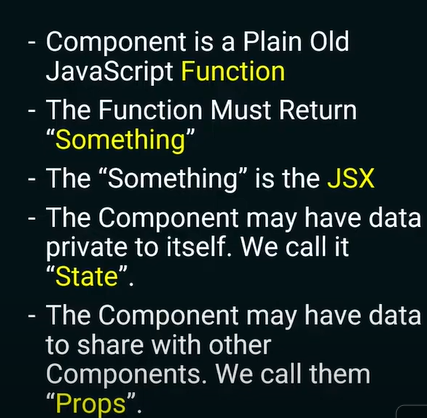 - Component is a Plain Old
JavaScript Function
- The Function Must Return
“Something”
- The “Something” is the JSX
- The Component may have data
private to itself. We call it
“State”.
- The Component may have data
to share with other
Components. We call them
“Props”.